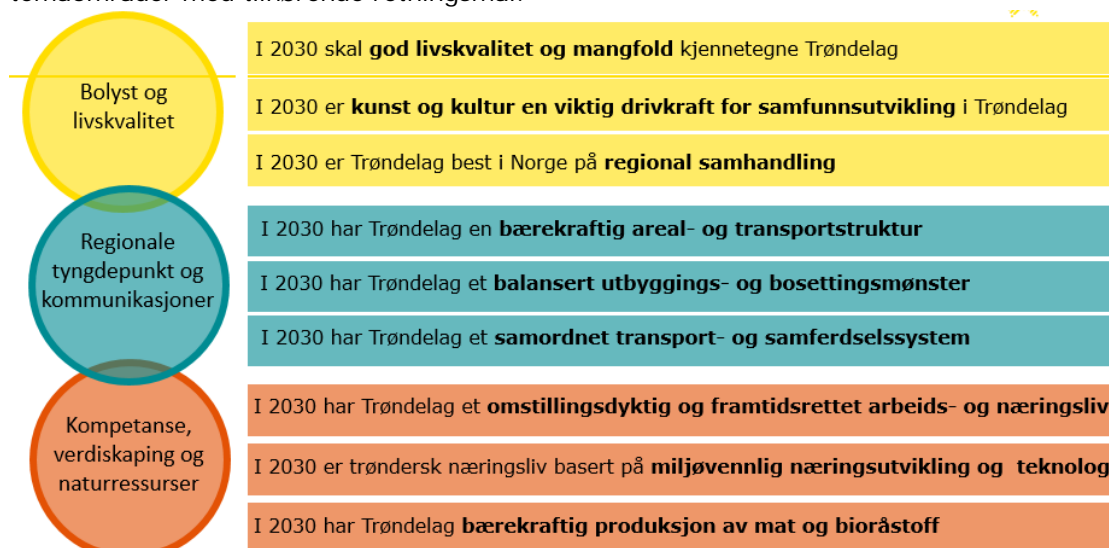 I 2030 skal god livskvalitet og mangfold kjennetegne Trøndelag
Bolyst og
livskvalitet
I 2030 er kunst og kultur en viktig drivkraft for samfunnsutvikling i Trøndelag
I 2030 er Trøndelag best i Norge på regional samhandling
Regionale
tyngdepunkt og
kommunikasjoner
I 2030 har Trøndelag en bærekraftig areal- og transportstruktur
I 2030 har Trøndelag et balansert utbyggings- og bosettingsmønster
I 2030 har Trøndelag et samordnet transport- og samferdselssystem
Kompetanse,
verdiskaping og
naturressurser
I 2030 har Trøndelag et omstillingsdyktig og framtidsrettet arbeids- og næringsliv
I 2030 er trøndersk næringsliv basert på miljøvennlig næringsutvikling og teknolog
I 2030 har Trøndelag bærekraftig produksjon av mat og bioråstoff